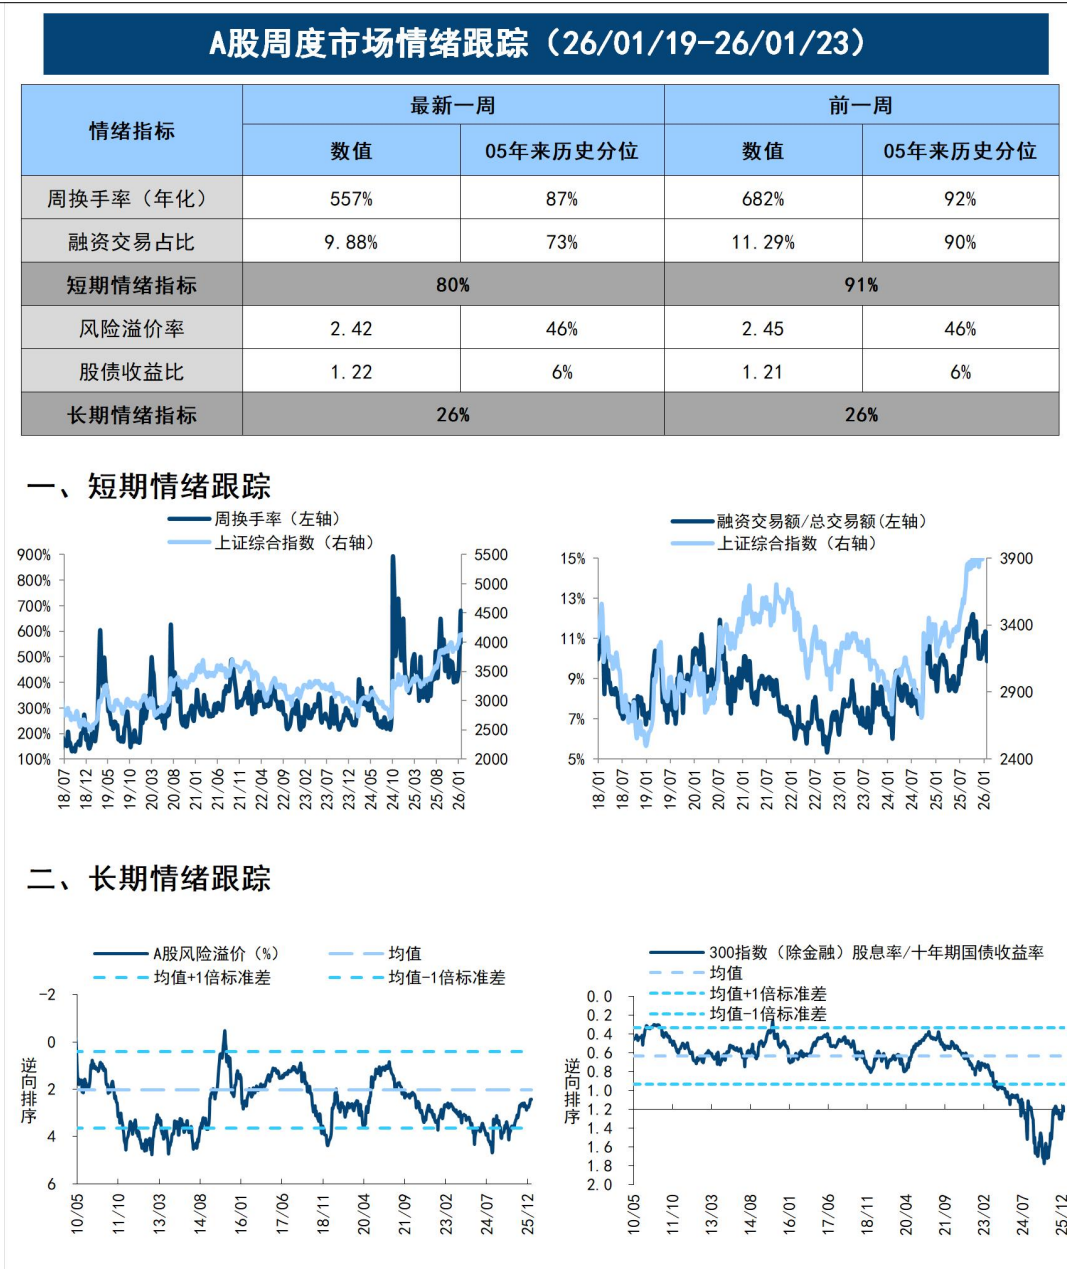 A股周度市场情绪跟踪（26/01/19-26/01/23）
情绪指标 最新一周 前一周
数值 05年来历史分位 数值 05年来历史分位
周换手率（年化） 557% 87% 682% 92%
融资交易占比 9.88% 73% 11.29% 90%
短期情绪指标 80% 91%
风险溢价率 2.42 46% 2.45 46%
股债收益比 1.22 6% 1.21 6%
长期情绪指标 26% 26%
一、短期情绪跟踪
周换手率（左轴）
上证综合指数（右轴）
900%
800%
700%
600%
500%
400%
300%
200%
100%
5500
5000
4500
4000
3500
3000
2500
2000
18/07 18/12 19/05 19/10 20/03 20/08 21/01 21/06 21/11 22/04 22/09 23/02 23/07 23/12 24/05 24/10 25/03 25/08 26/01
融资交易额/总交易额(左轴）
上证综合指数（右轴）
15%
13%
11%
9%
7%
5%
3900
3400
2900
2400
18/01 18/07 19/01 19/07 20/01 20/07 21/01 21/07 22/01 22/07 23/01 23/07 24/01 24/07 25/01 25/07 26/01
二、长期情绪跟踪
A股风险溢价（%） 均值
均值+1倍标准差 均值-1倍标准差
逆向排序
-2
0
2
4
6
10/05 11/10 13/03 14/08 16/01 17/06 18/11 20/04 21/09 23/02 24/07 25/12
300指数（除金融）股息率/十年期国债收益率
均值
均值+1倍标准差
均值-1倍标准差
逆向排序
0.0
0.2
0.4
0.6
0.8
1.0
1.2
1.4
1.6
1.8
2.0
10/05 11/10 13/03 14/08 16/01 17/06 18/11 20/04 21/09 23/02 24/07 25/12